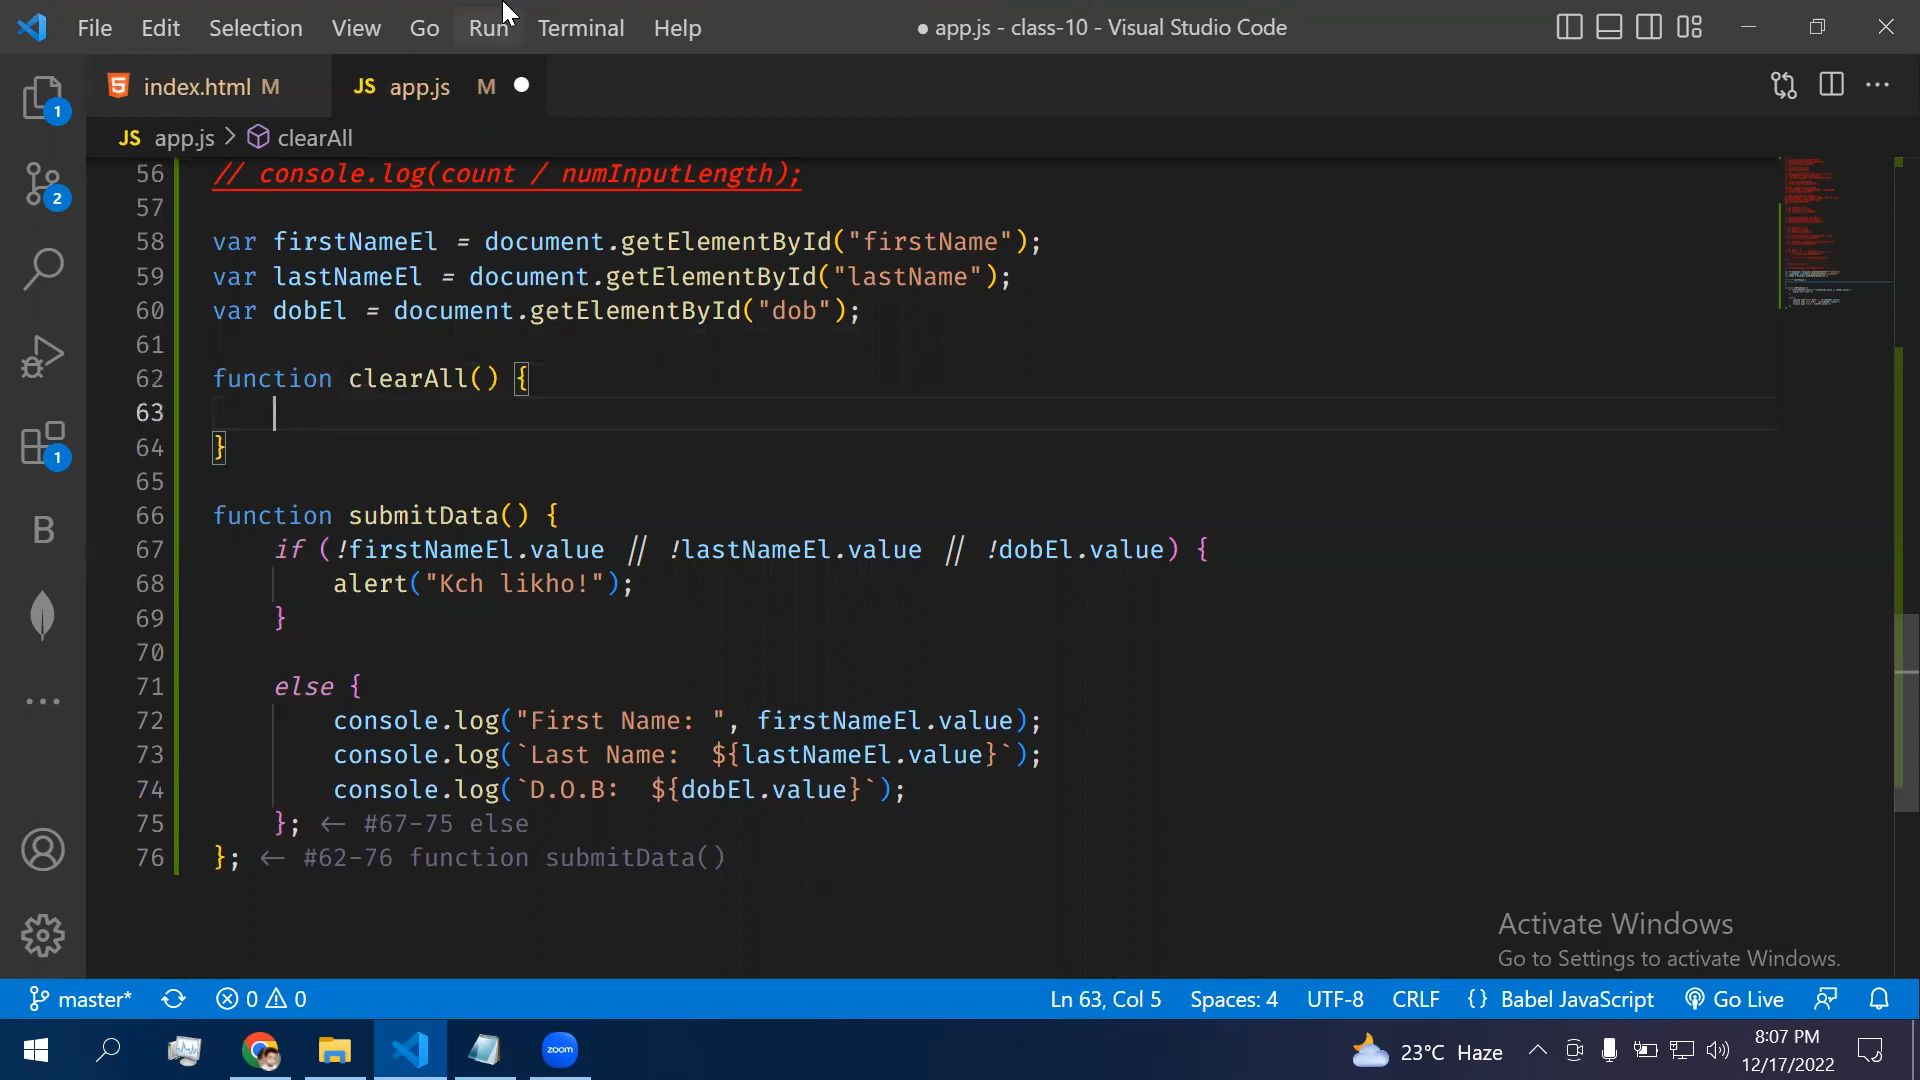 File Edit Selection View Go Run Terminal Help ● app.js - class-10 - Visual Studio Code
index.html M JS app.js M
JS app.js > clearAll
56 // console.log(count / numInputLength);
57
58 var firstNameEl = document.getElementById("firstName");
59 var lastNameEl = document.getElementById("lastName");
60 var dobEl = document.getElementById("dob");
61
62 function clearAll() {
63
64 }
65
66 function submitData() {
67 if (!firstNameEl.value || !lastNameEl.value || !dobEl.value) {
68 alert("Kch likho!");
69 }
70
71 else {
72 console.log("First Name: ", firstNameEl.value);
73 console.log(`Last Name:  ${lastNameEl.value}`);
74 console.log(`D.O.B:  ${dobEl.value}`);
75 }; ← #67-75 else
76 }; ← #62-76 function submitData()
1
2
1
B
Activate Windows
Go to Settings to activate Windows.
master* 0 0 Ln 63, Col 5 Spaces: 4 UTF-8 CRLF {} Babel JavaScript Go Live
zoom 23°C Haze 8:07 PM
12/17/2022